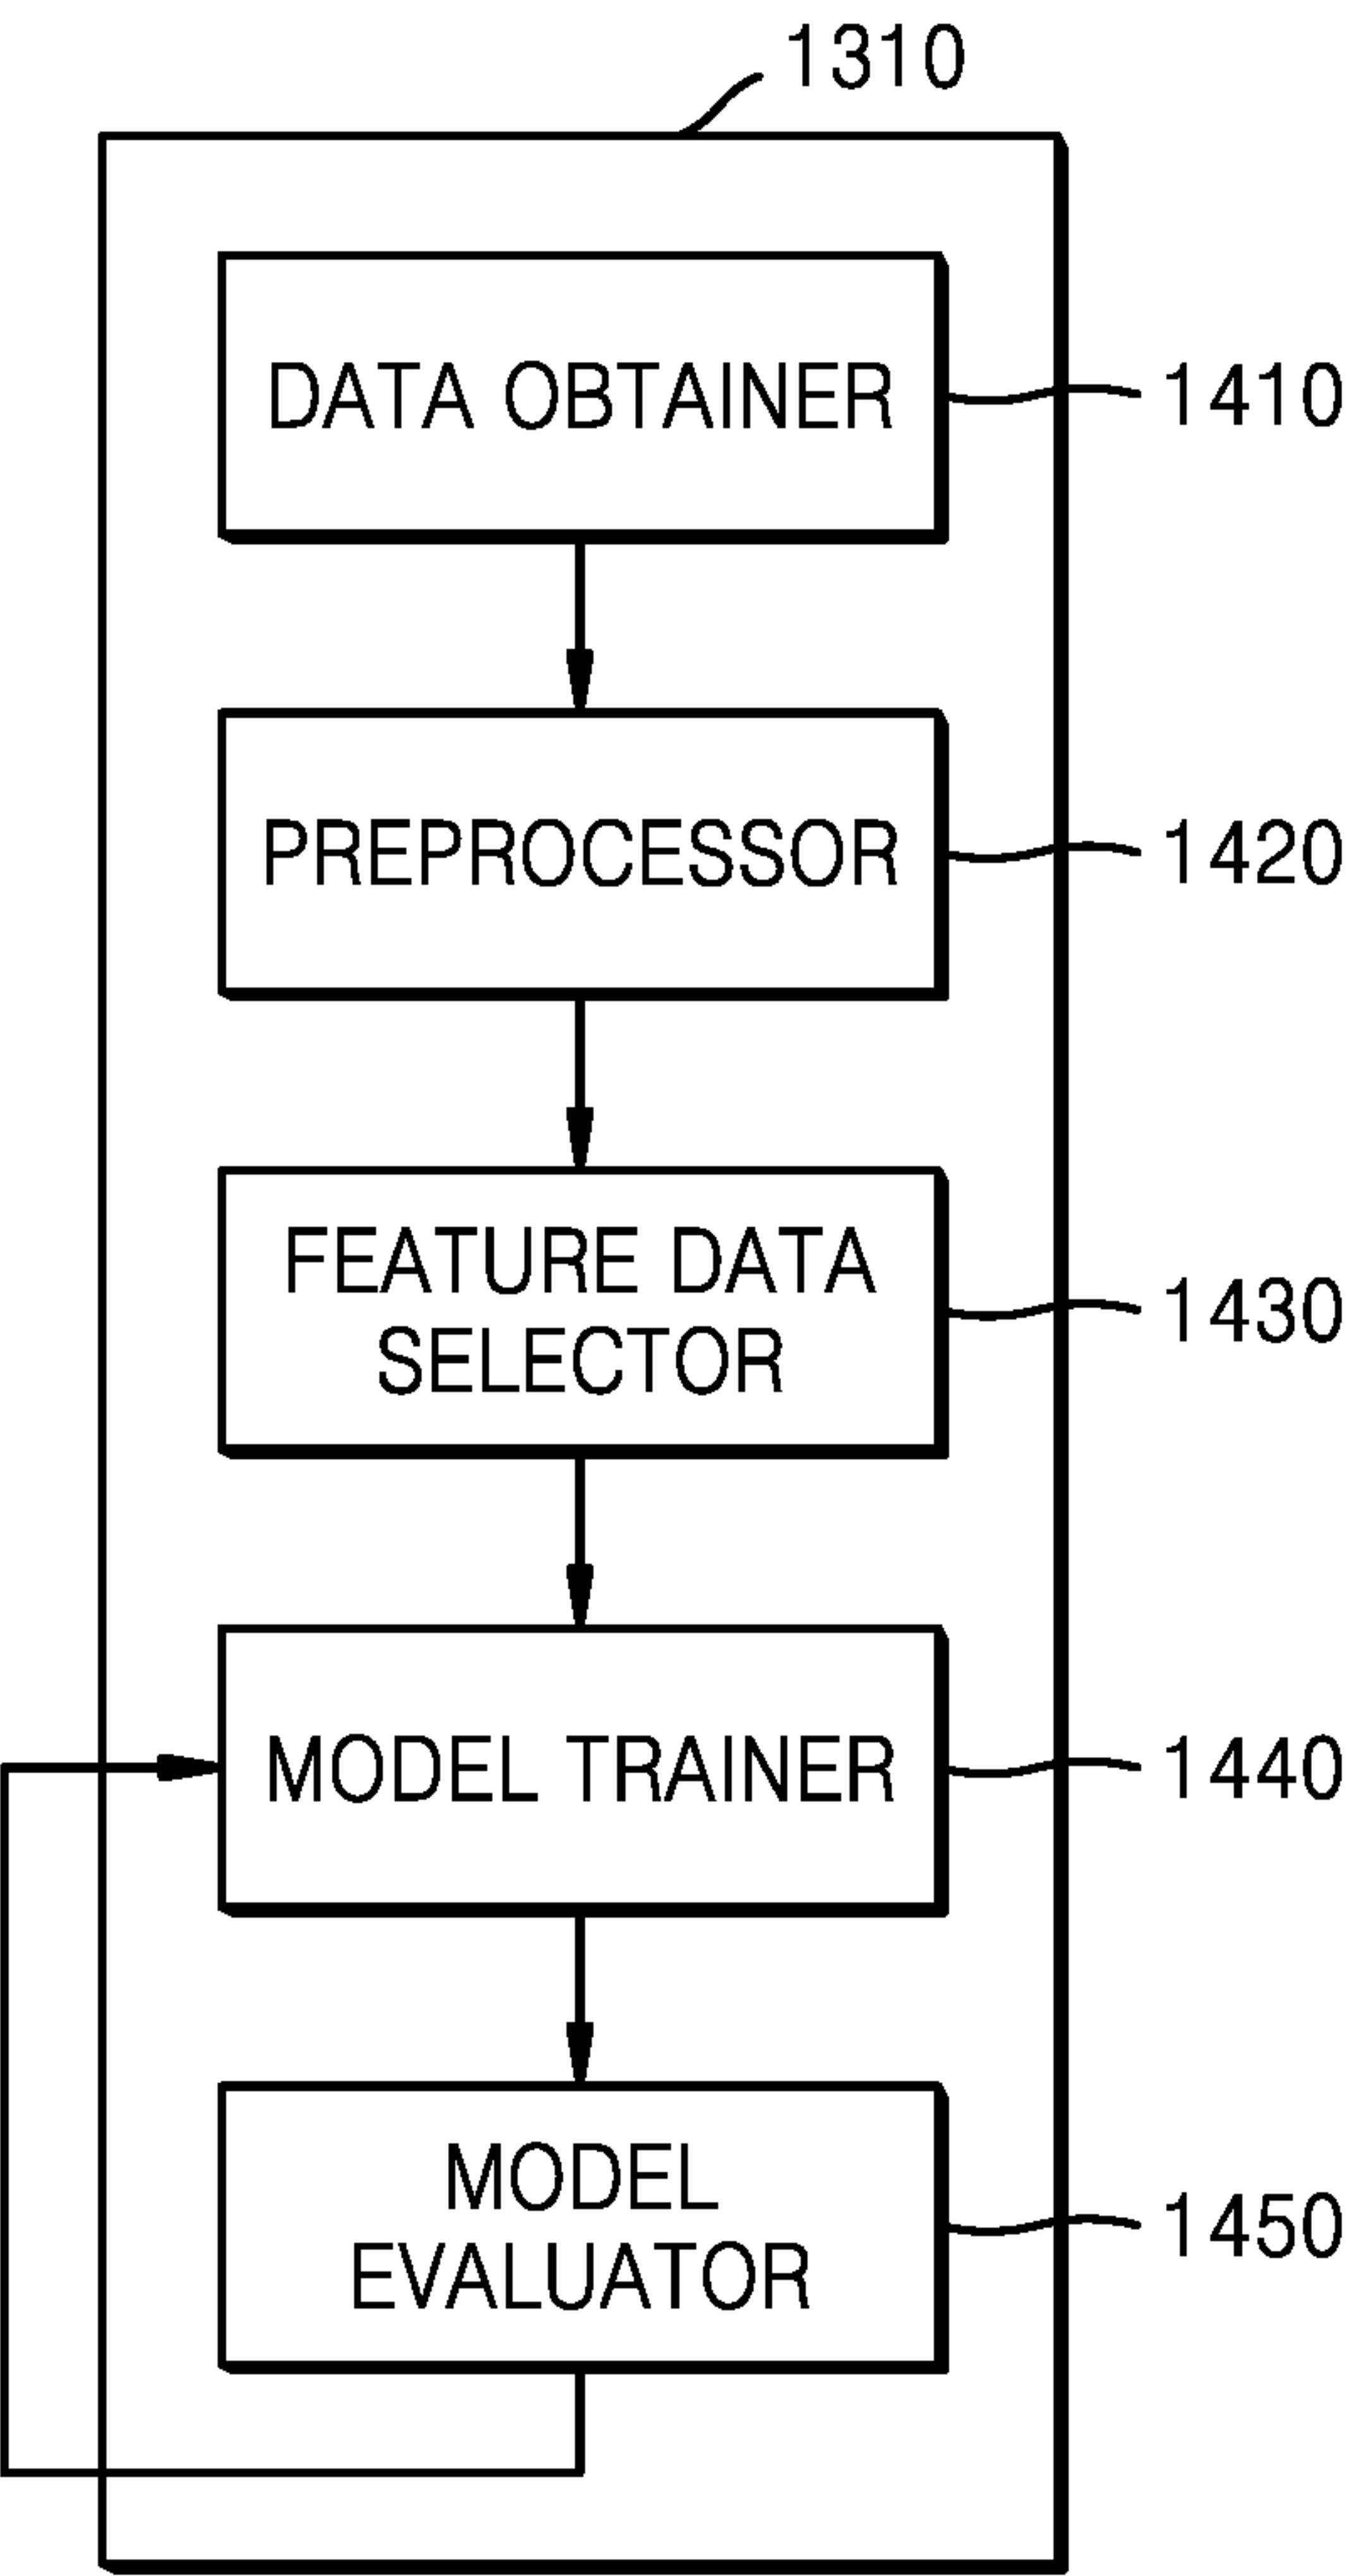 1310
DATA OBTAINER
1410
PREPROCESSOR
1420
FEATURE DATA
SELECTOR
1430
MODEL TRAINER
1440
MODEL
EVALUATOR
1450